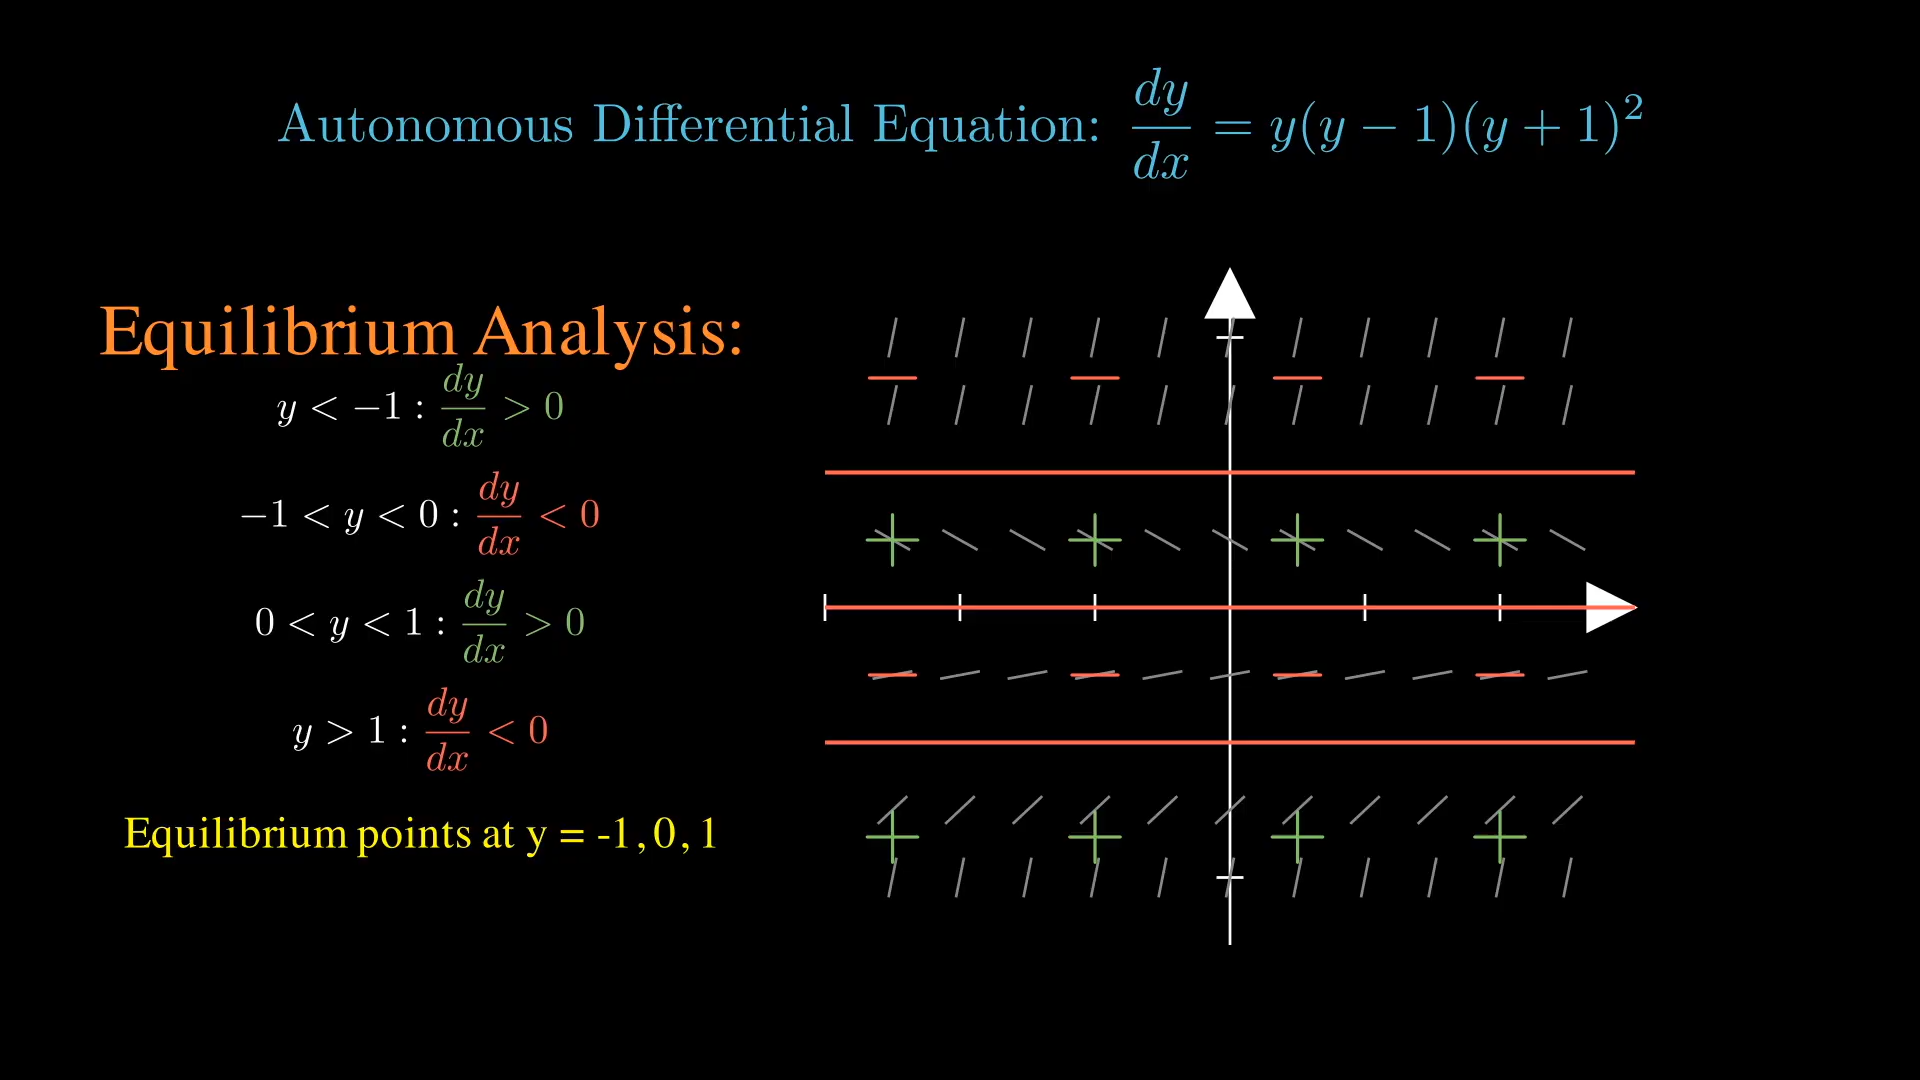 Autonomous Differential Equation: dy/dx = y(y − 1)(y + 1)²
Equilibrium Analysis:
y < −1 : dy/dx > 0
−1 < y < 0 : dy/dx < 0
0 < y < 1 : dy/dx > 0
y > 1 : dy/dx < 0
Equilibrium points at y = -1, 0, 1